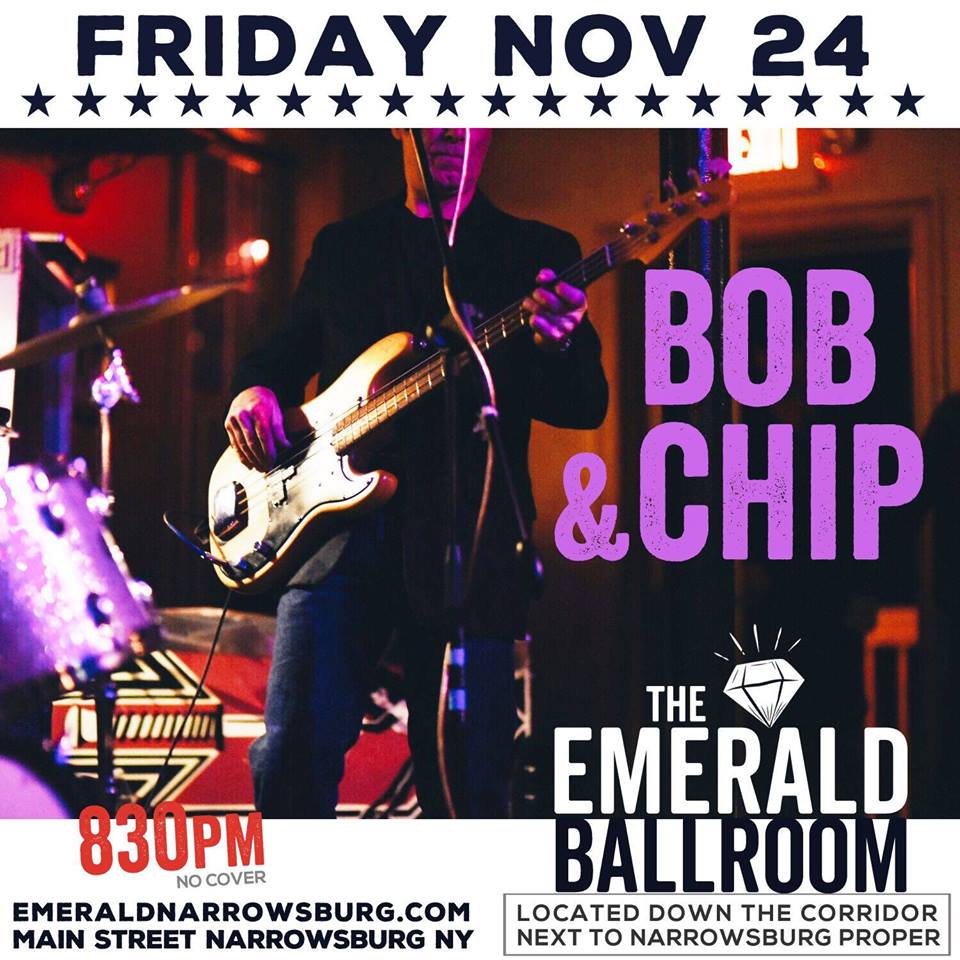 FRIDAY NOV 24
BOB
& CHIP
THE
EMERALD
BALLROOM
830PM
NO COVER
EMERALDNARROWSBURG.COM
MAIN STREET NARROWSBURG NY
LOCATED DOWN THE CORRIDOR
NEXT TO NARROWSBURG PROPER